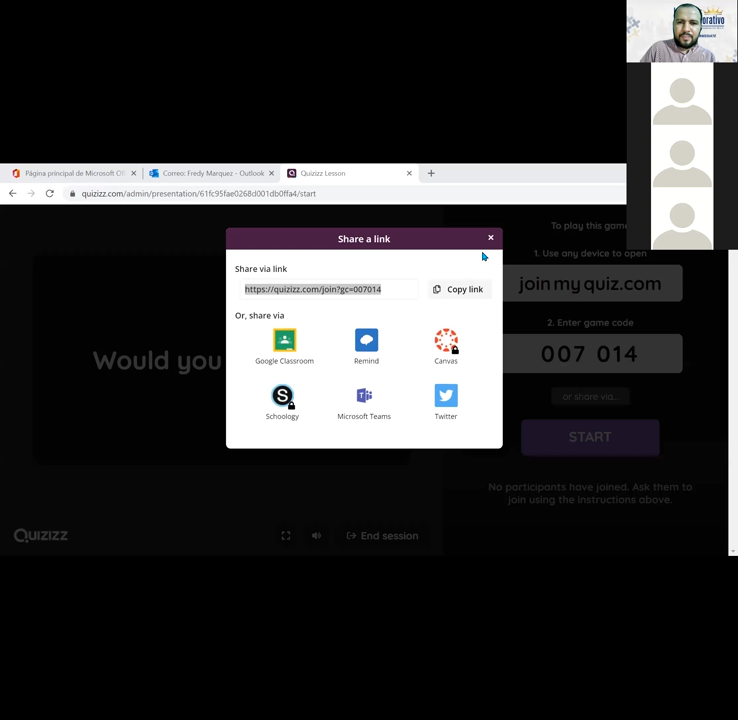 orativo
Página principal de Microsoft Off
Correo: Fredy Marquez - Outlook
Quizizz Lesson
quizizz.com/admin/presentation/61fc95fae0268d001db0ffa4/start
Share a link
Share via link
https://quizizz.com/join?gc=007014
Copy link
Or, share via
Google Classroom
Remind
Canvas
Schoology
Microsoft Teams
Twitter
Would you
To play this game
1. Use any device to open
joinmyquiz.com
2. Enter game code
007 014
or share via...
START
No participants have joined. Ask them to
join using the instructions above.
QUIZIZZ
End session